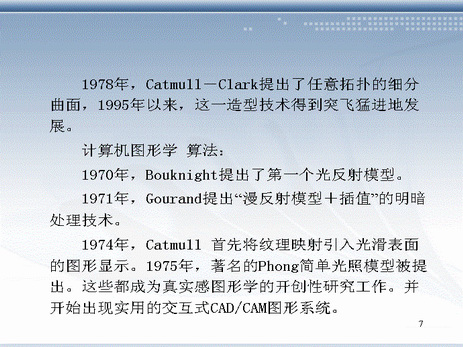 1978年，Catmull－Clark提出了任意拓扑的细分
曲面，1995年以来，这一造型技术得到突飞猛进地发
展。
计算机图形学 算法：
1970年，Bouknight提出了第一个光反射模型。
1971年，Gourand提出“漫反射模型＋插值”的明暗
处理技术。
1974年，Catmull 首先将纹理映射引入光滑表面
的图形显示。1975年，著名的Phong简单光照模型被提
出。这些都成为真实感图形学的开创性研究工作。并
开始出现实用的交互式CAD/CAM图形系统。
7